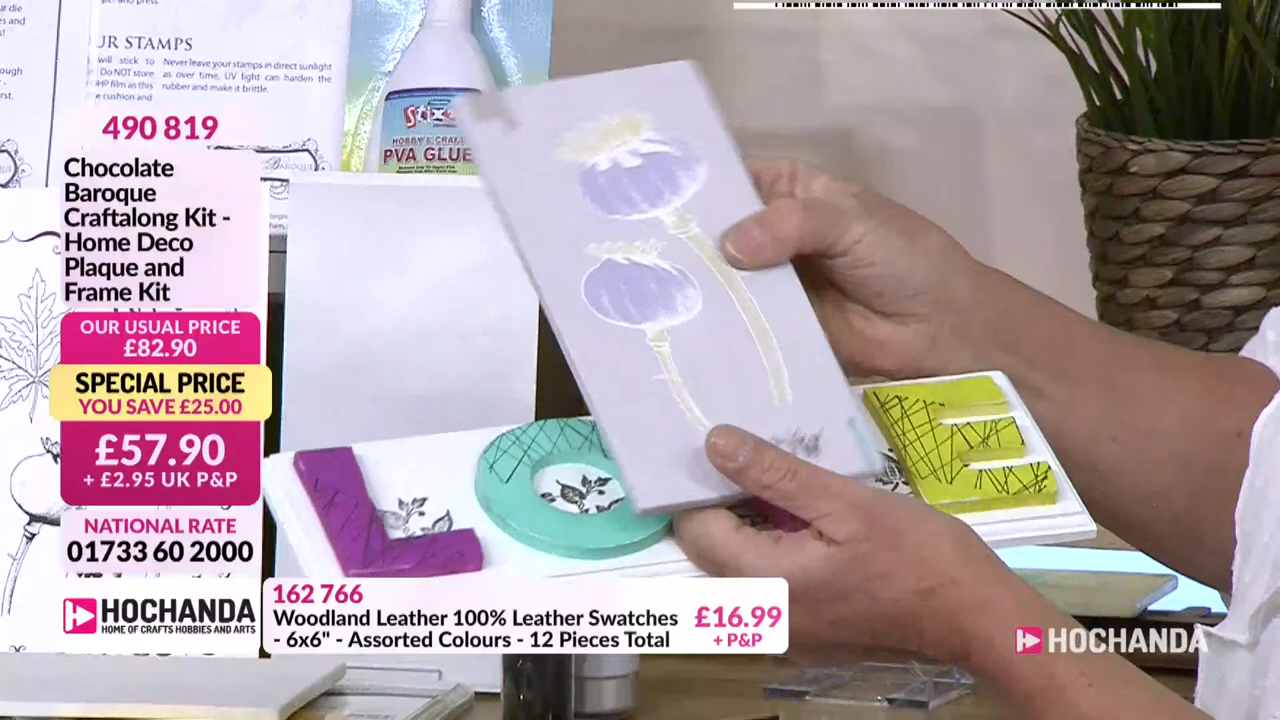 UR STAMPS
will stick to
Do NOT store
HP film as this
cushion and
Never leave your stamps in direct sunlight
as over time, UV light can harden the
rubber and make it brittle.
Stix
HOBBY & CRAF
PVA GLUE
490 819
Chocolate
Baroque
Craftalong Kit -
Home Deco
Plaque and
Frame Kit
OUR USUAL PRICE
£82.90
SPECIAL PRICE
YOU SAVE £25.00
£57.90
+ £2.95 UK P&P
NATIONAL RATE
01733 60 2000
HOCHANDA
HOME OF CRAFTS HOBBIES AND ARTS
162 766
Woodland Leather 100% Leather Swatches
- 6x6" - Assorted Colours - 12 Pieces Total
£16.99
+ P&P
L O E
HOCHANDA